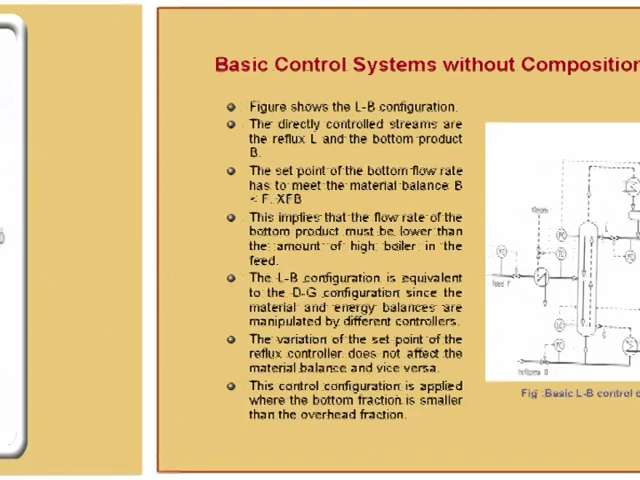 Basic Control Systems without Composition
Figure shows the L-B configuration.
The directly controlled streams are
the reflux L and the bottom product
B.
The set point of the bottom flow rate
has to meet the material balance B
< F. XFB
This implies that the flow rate of the
bottom product must be lower than
the amount of high boiler in the
feed.
The L-B configuration is equivalent
to the D-G configuration since the
material and energy balances are
manipulated by different controllers.
The variation of the set point of the
reflux controller does not affect the
material balance and vice versa.
This control configuration is applied
where the bottom fraction is smaller
than the overhead fraction.
Steam
feed F
bottoms B
Fig :Basic L-B control